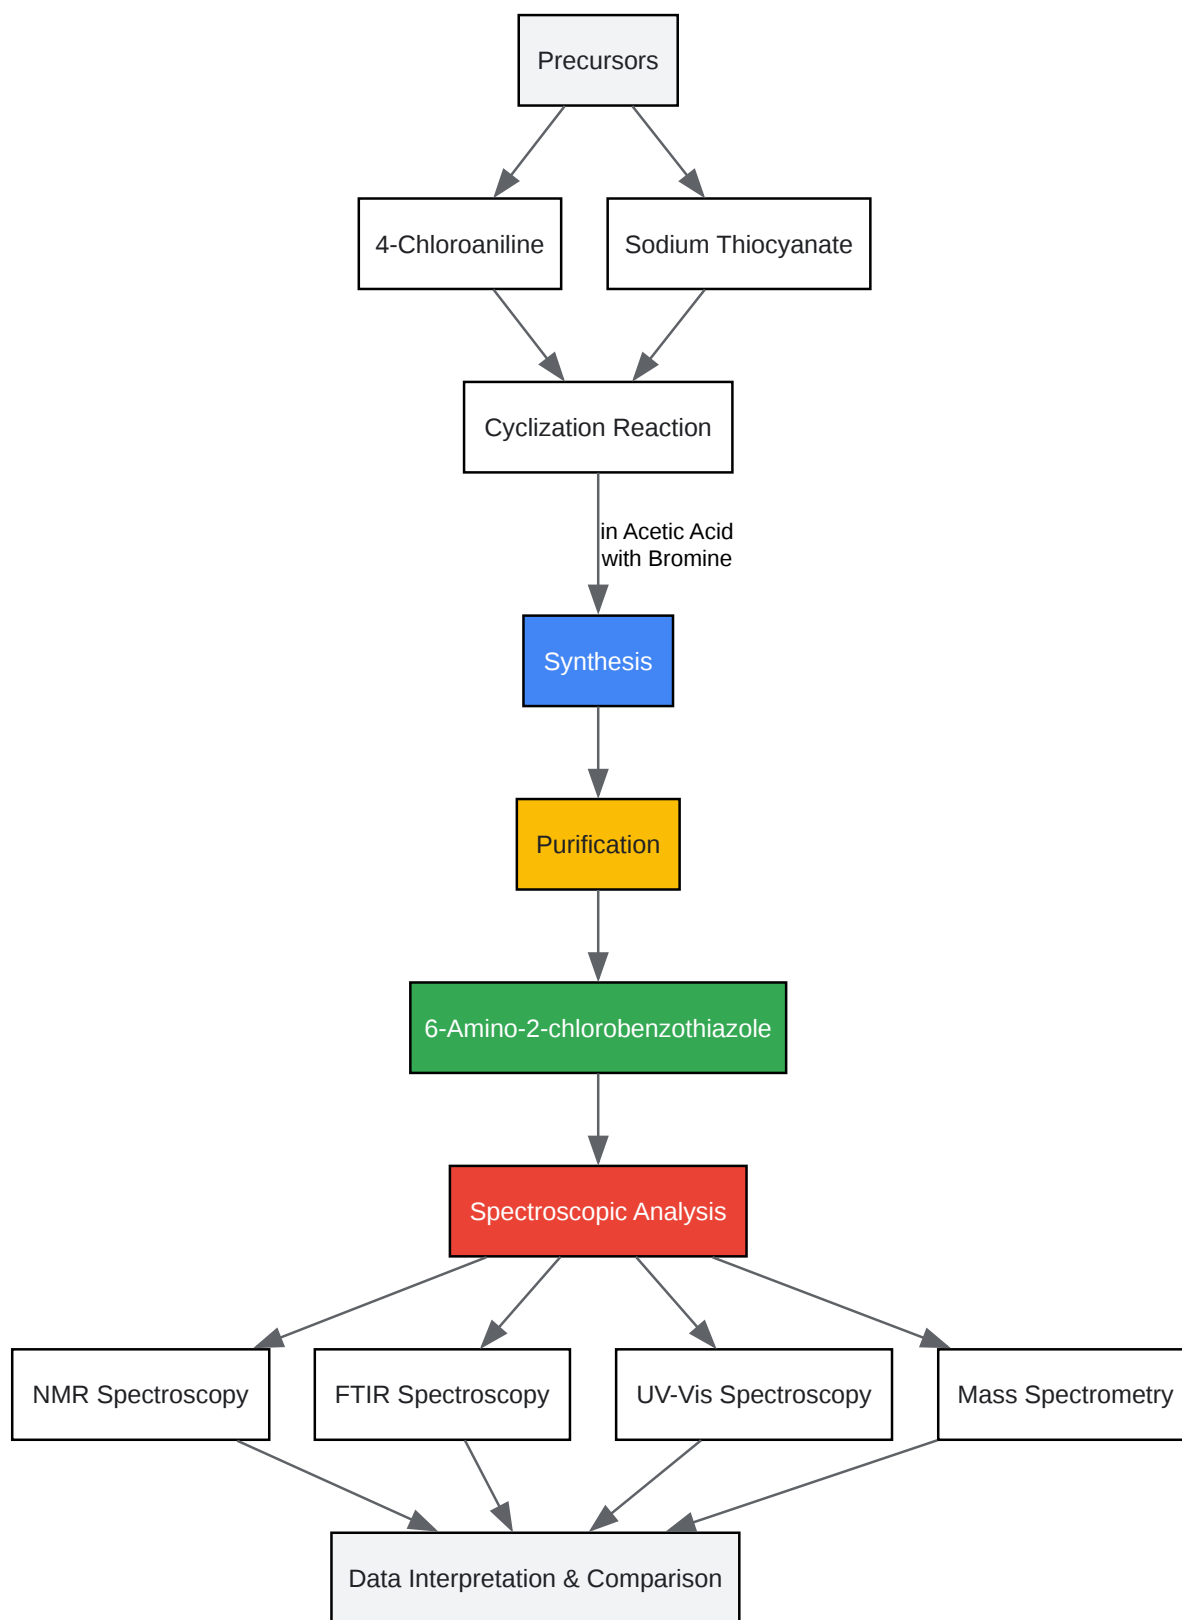 Precursors
4-Chloroaniline
Sodium Thiocyanate
Cyclization Reaction
in Acetic Acid
with Bromine
Synthesis
Purification
6-Amino-2-chlorobenzothiazole
Spectroscopic Analysis
NMR Spectroscopy
FTIR Spectroscopy
UV-Vis Spectroscopy
Mass Spectrometry
Data Interpretation & Comparison